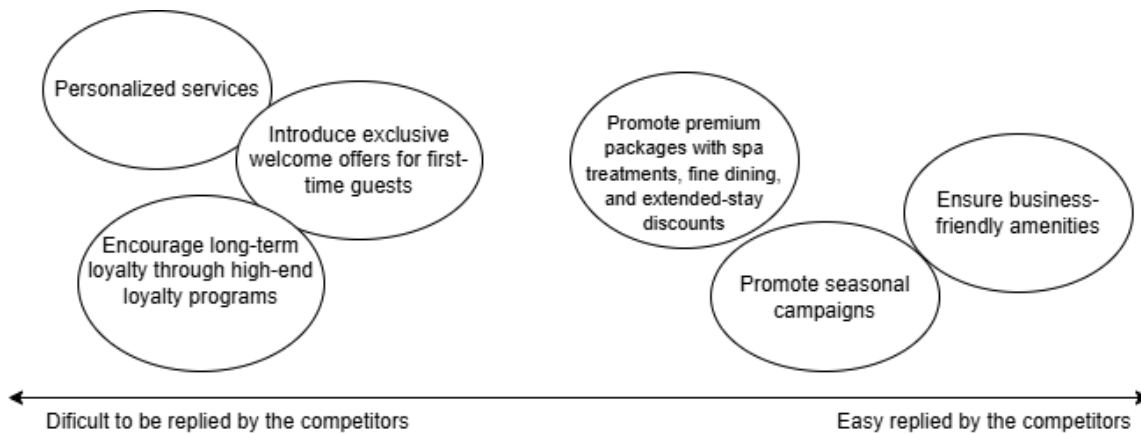 Personalized services
Introduce exclusive
welcome offers for first-
time guests
Encourage long-term
loyalty through high-end
loyalty programs
Promote premium
packages with spa
treatments, fine dining,
and extended-stay
discounts
Promote seasonal
campaigns
Ensure business-
friendly amenities
Dificult to be replied by the competitors
Easy replied by the competitors